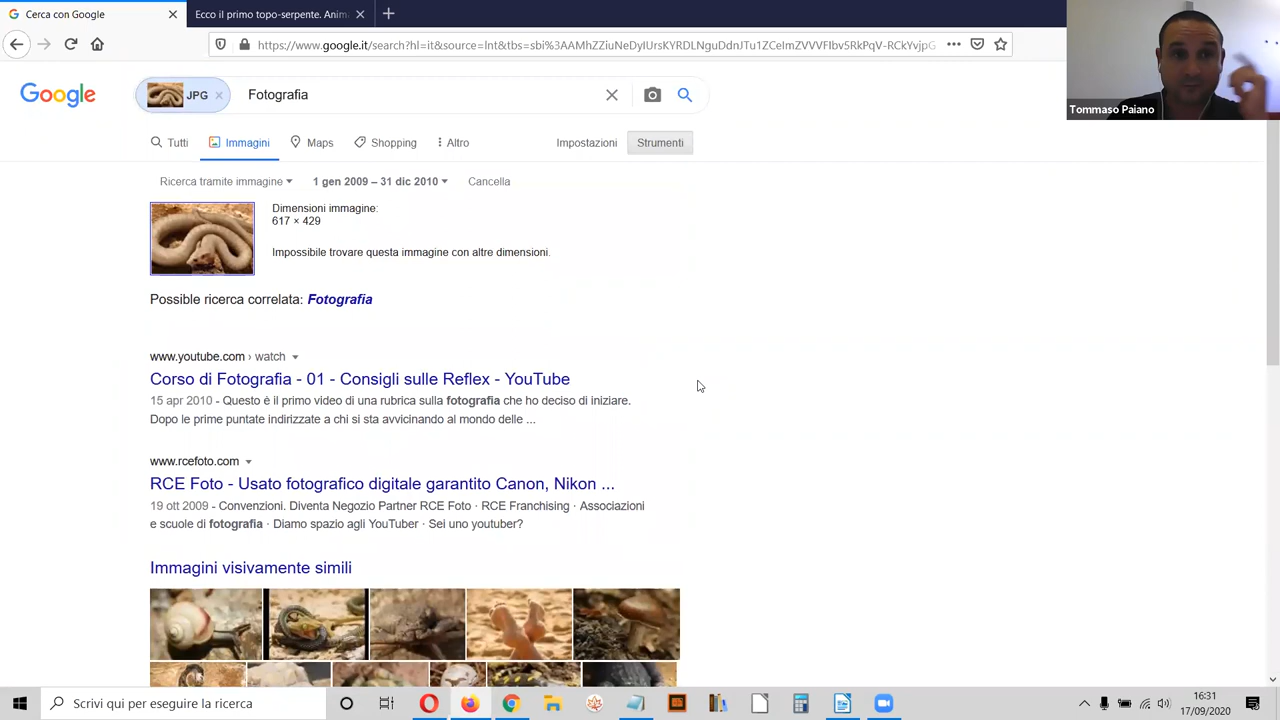 Cerca con Google
Ecco il primo topo-serpente. Anim
https://www.google.it/search?hl=it&source=lnt&tbs=sbi%3AAMhZZiuNeDyIUrsKYRDLNguDdnJTu1ZCeImZVVVFIbv5RkPqV-RCkYvjpG
Tommaso Paiano
Google
JPG
Fotografia
Tutti
Immagini
Maps
Shopping
Altro
Impostazioni
Strumenti
Ricerca tramite immagine
1 gen 2009 – 31 dic 2010
Cancella
Dimensioni immagine:
617 × 429
Impossibile trovare questa immagine con altre dimensioni.
Possible ricerca correlata: Fotografia
www.youtube.com › watch
Corso di Fotografia - 01 - Consigli sulle Reflex - YouTube
15 apr 2010 - Questo è il primo video di una rubrica sulla fotografia che ho deciso di iniziare.
Dopo le prime puntate indirizzate a chi si sta avvicinando al mondo delle ...
www.rcefoto.com
RCE Foto - Usato fotografico digitale garantito Canon, Nikon ...
19 ott 2009 - Convenzioni. Diventa Negozio Partner RCE Foto · RCE Franchising · Associazioni
e scuole di fotografia · Diamo spazio agli YouTuber · Sei uno youtuber?
Immagini visivamente simili
Scrivi qui per eseguire la ricerca
16:31
17/09/2020